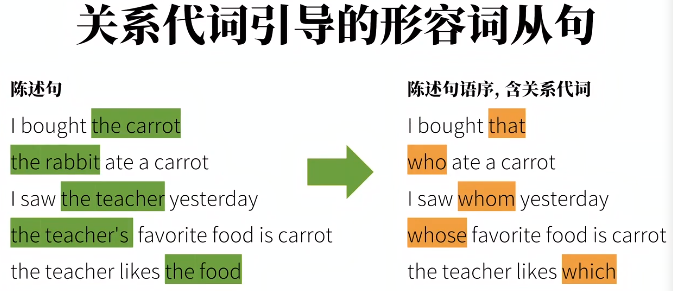 关系代词引导的形容词从句
陈述句
I bought the carrot
the rabbit ate a carrot
I saw the teacher yesterday
the teacher's favorite food is carrot
the teacher likes the food
陈述句语序, 含关系代词
I bought that
who ate a carrot
I saw whom yesterday
whose favorite food is carrot
the teacher likes which